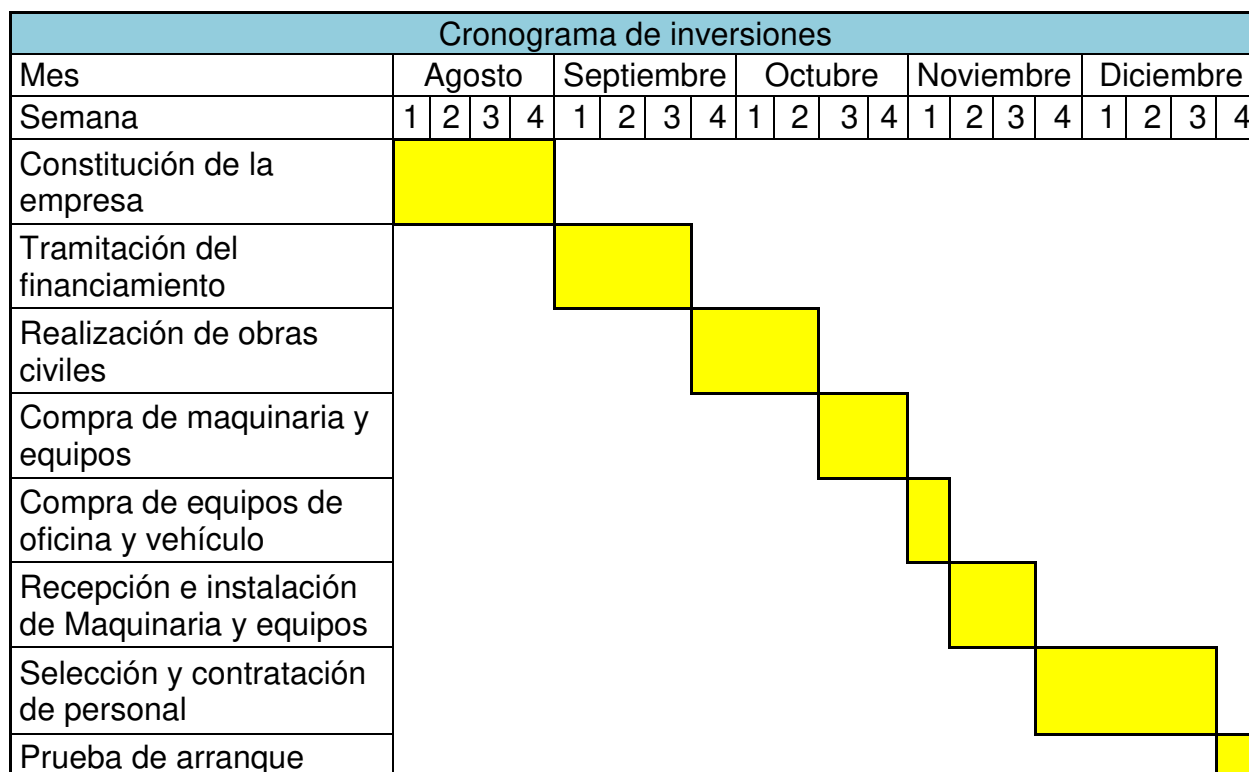 Cronograma de inversiones
Mes Agosto Septiembre Octubre Noviembre Diciembre
Semana 1 2 3 4 1 2 3 4 1 2 3 4 1 2 3 4 1 2 3 4
Constitución de la
empresa
Tramitación del
financiamiento
Realización de obras
civiles
Compra de maquinaria y
equipos
Compra de equipos de
oficina y vehículo
Recepción e instalación
de Maquinaria y equipos
Selección y contratación
de personal
Prueba de arranque